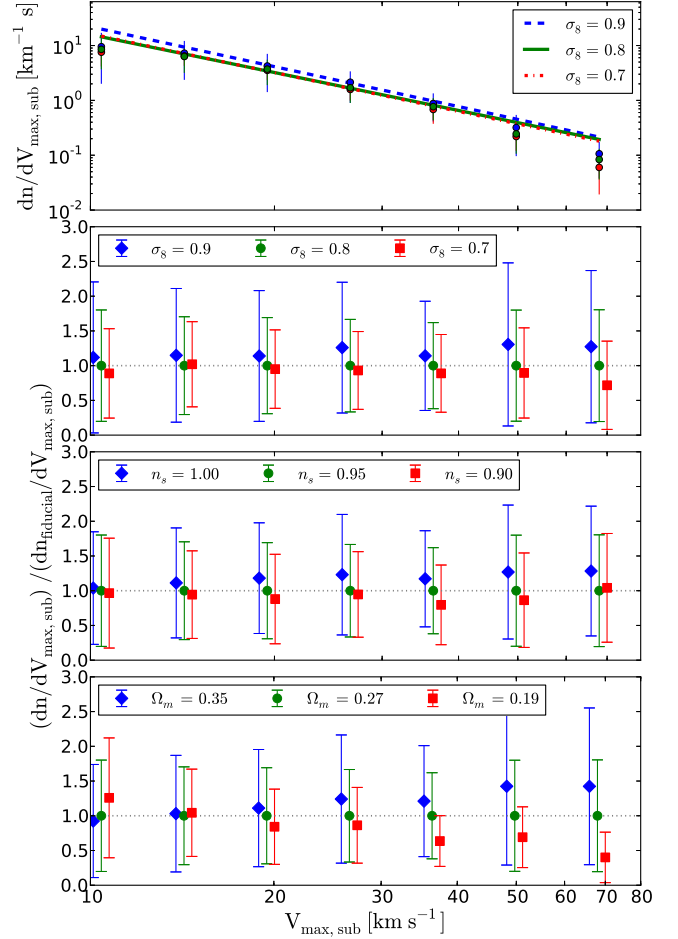 10¹
10⁰
10⁻¹
10⁻²
dn/dV_max, sub [km⁻¹ s]
σ₈ = 0.9
σ₈ = 0.8
σ₈ = 0.7
3.0
2.5
2.0
1.5
1.0
0.5
0.0
σ₈ = 0.9 σ₈ = 0.8 σ₈ = 0.7
3.0
2.5
2.0
1.5
1.0
0.5
0.0
n_s = 1.00 n_s = 0.95 n_s = 0.90
(dn/dV_max, sub) /(dn_fiducial/dV_max, sub)
3.0
2.5
2.0
1.5
1.0
0.5
0.0
Ω_m = 0.35 Ω_m = 0.27 Ω_m = 0.19
10 20 30 40 50 60 70 80
V_max, sub [km s⁻¹]